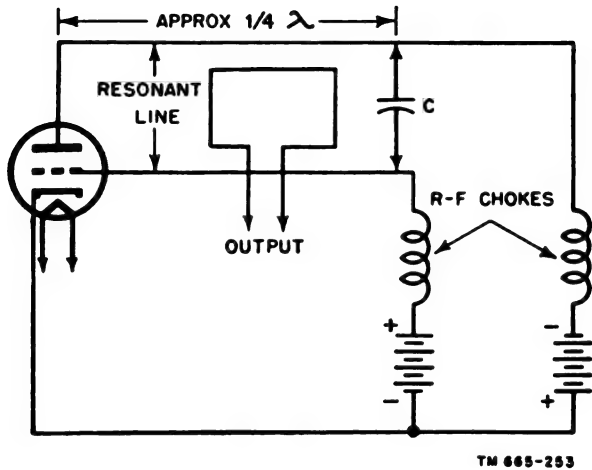 APPROX 1/4 λ
RESONANT
LINE
C
R-F CHOKES
OUTPUT
+
-
-
+
TM 665-253